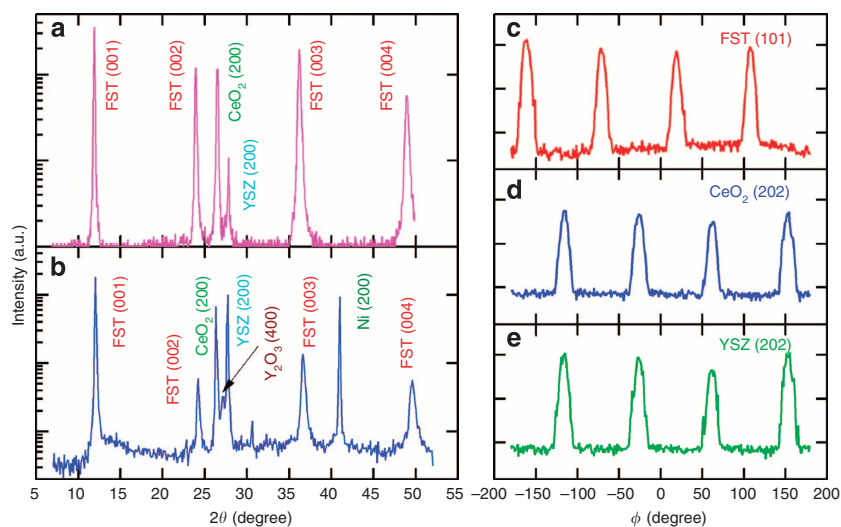 a
FST (001)
FST (002)
CeO₂ (200)
YSZ (200)
FST (003)
FST (004)
b
FST (001)
FST (002)
CeO₂ (200)
YSZ (200)
Y₂O₃ (400)
FST (003)
Ni (200)
FST (004)
Intensity (a.u.)
5 10 15 20 25 30 35 40 45 50 55
2θ (degree)
c
FST (101)
d
CeO₂ (202)
e
YSZ (202)
−200 −150 −100 −50 0 50 100 150 200
ϕ (degree)